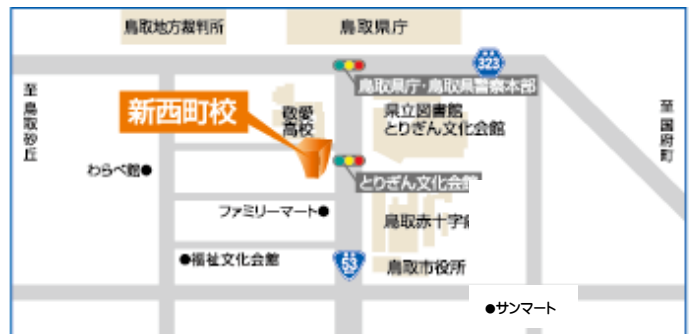 鳥取地方裁判所
鳥取県庁
323
鳥取県庁・鳥取県警察本部
至鳥取砂丘
新西町校
敬愛
高校
県立図書館
とりぎん文化会館
至国府町
わらべ館●
とりぎん文化会館
ファミリーマート●
鳥取赤十字
●福祉文化会館
53
鳥取市役所
●サンマート